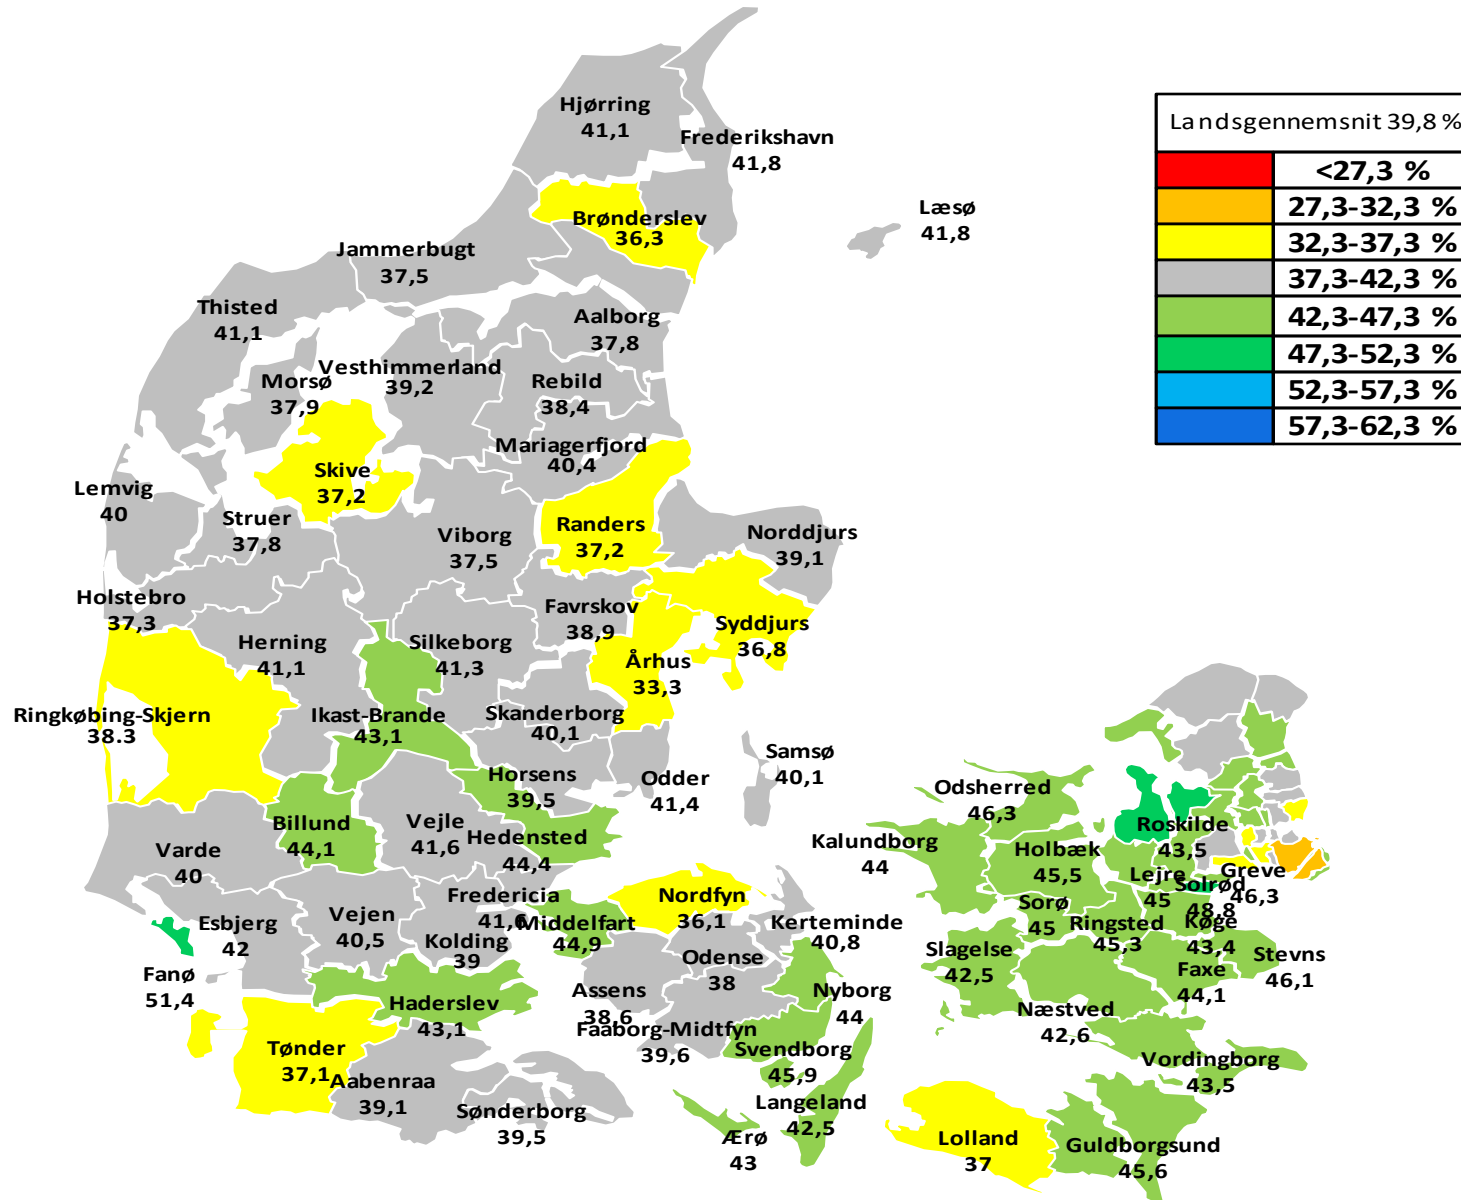 Hjørring
41,1
Frederikshavn
41,8
Læsø
41,8
Brønderslev
36,3
Jammerbugt
37,5
Thisted
41,1
Aalborg
37,8
Vesthimmerland
39,2
Morsø
37,9
Rebild
38,4
Mariagerfjord
40,4
Skive
37,2
Lemvig
40
Struer
37,8
Viborg
37,5
Randers
37,2
Norddjurs
39,1
Holstebro
37,3
Herning
41,1
Silkeborg
41,3
Favrskov
38,9
Syddjurs
36,8
Århus
33,3
Ringkøbing-Skjern
38.3
Ikast-Brande
43,1
Skanderborg
40,1
Samsø
40,1
Horsens
39,5
Odder
41,4
Billund
44,1
Vejle
41,6
Hedensted
44,4
Varde
40
Esbjerg
42
Vejen
40,5
Fredericia
41,6
Kolding
39
Middelfart
44,9
Nordfyn
36,1
Kerteminde
40,8
Fanø
51,4
Haderslev
43,1
Assens
38,6
Odense
38
Nyborg
44
Faaborg-Midtfyn
39,6
Svendborg
45,9
Tønder
37,1
Aabenraa
39,1
Sønderborg
39,5
Langeland
42,5
Ærø
43
Landsgennemsnit 39,8 %
<27,3 %
27,3-32,3 %
32,3-37,3 %
37,3-42,3 %
42,3-47,3 %
47,3-52,3 %
52,3-57,3 %
57,3-62,3 %
Odsherred
46,3
Kalundborg
44
Holbæk
45,5
Roskilde
43,5
Lejre
45
Greve
46,3
Solrød
48,8
Sorø
45
Ringsted
45,3
Køge
43,4
Slagelse
42,5
Stevns
46,1
Faxe
44,1
Næstved
42,6
Vordingborg
43,5
Lolland
37
Guldborgsund
45,6